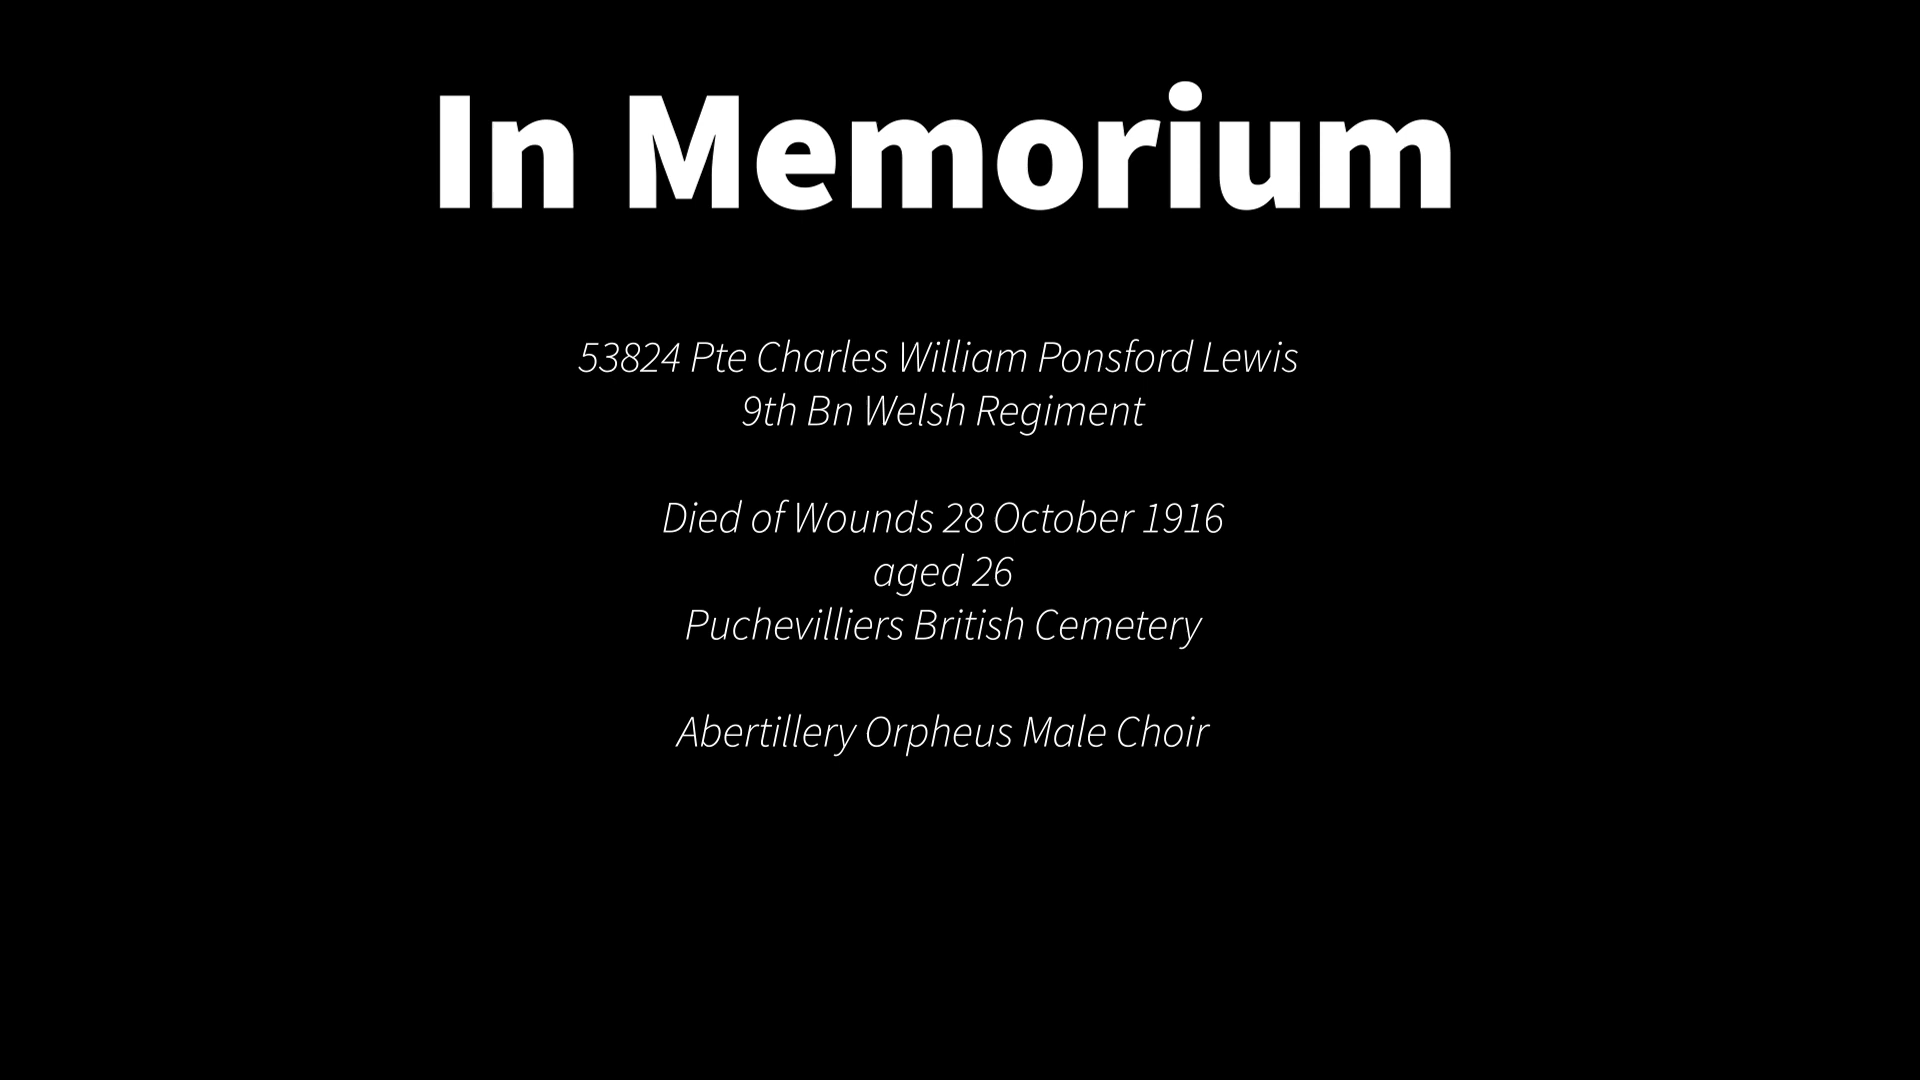 In Memorium
53824 Pte Charles William Ponsford Lewis
9th Bn Welsh Regiment
Died of Wounds 28 October 1916
aged 26
Puchevilliers British Cemetery
Abertillery Orpheus Male Choir